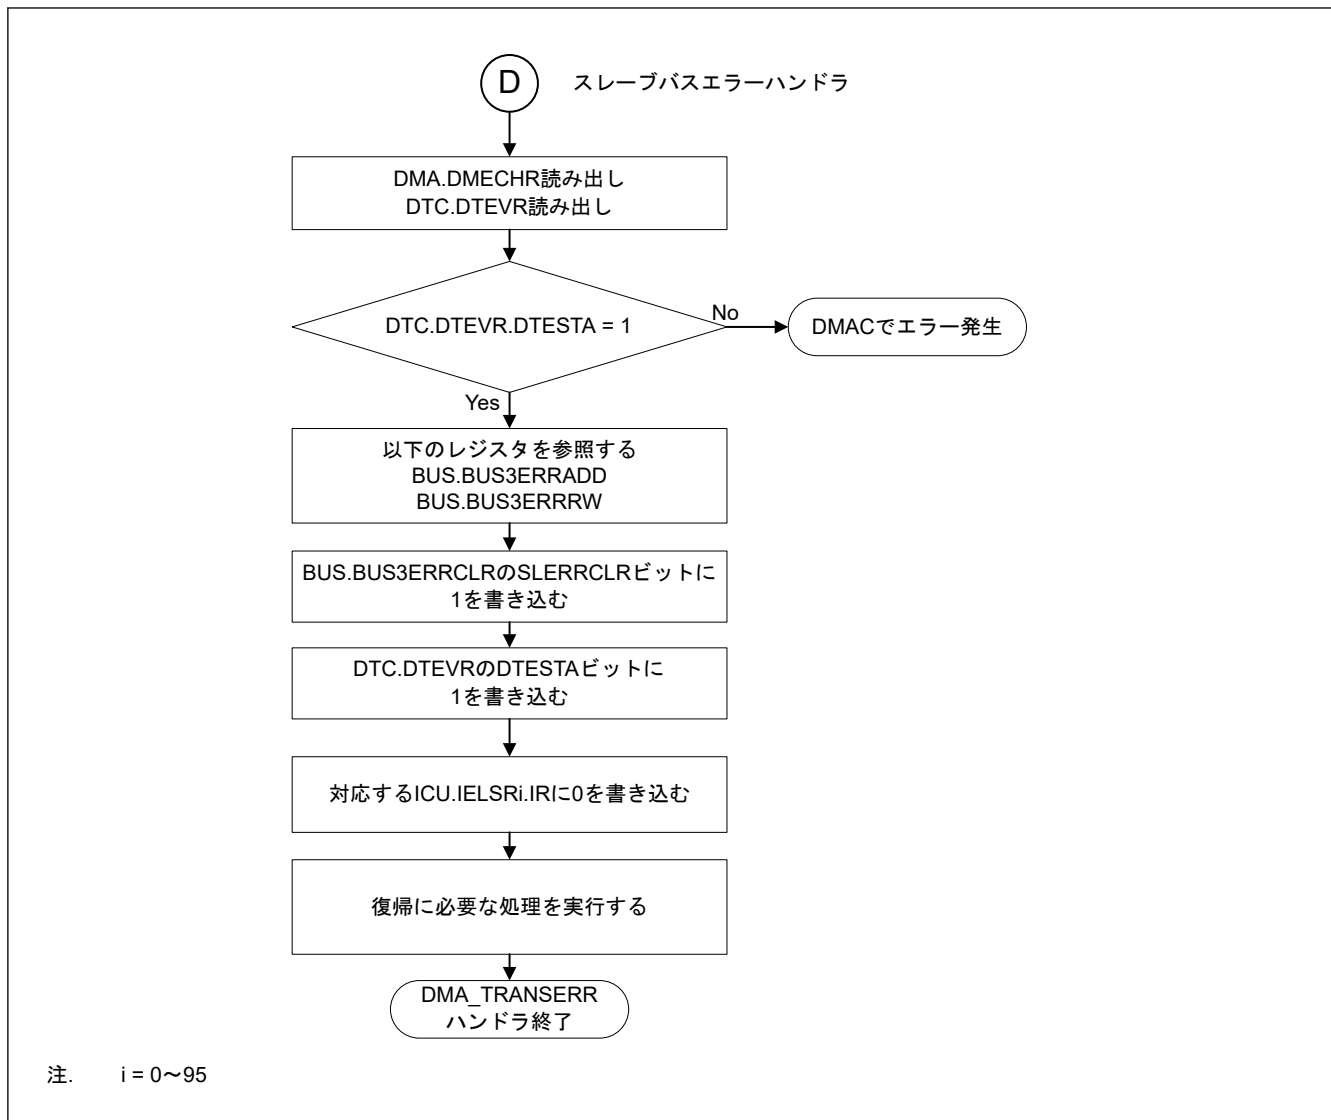 D
スレーブバスエラーハンドラ
DMA.DMECHR読み出し
DTC.DTEVR読み出し
DTC.DTEVR.DTESTA = 1
No
DMACでエラー発生
Yes
以下のレジスタを参照する
BUS.BUS3ERRADD
BUS.BUS3ERRRW
BUS.BUS3ERRCLRのSLERRCLRビットに
1を書き込む
DTC.DTEVRのDTESTAビットに
1を書き込む
対応するICU.IELSRi.IRに0を書き込む
復帰に必要な処理を実行する
DMA_TRANSERR
ハンドラ終了
注. i = 0～95